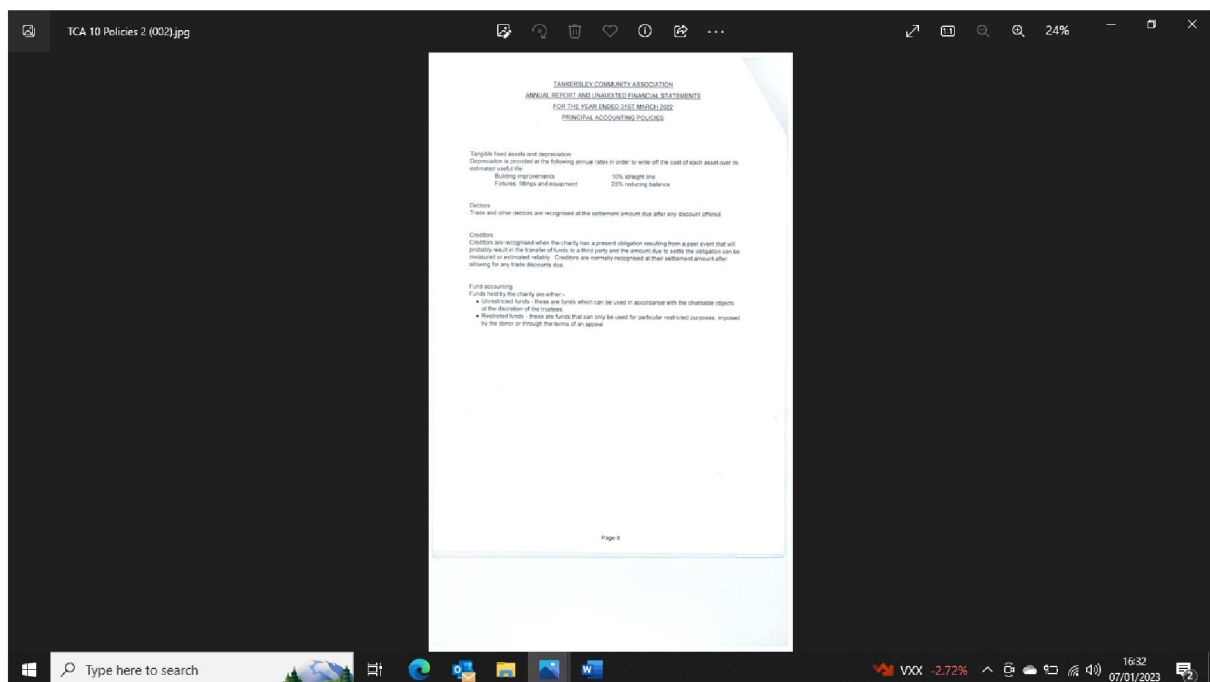 TCA 10 Policies 2 (002).jpg
24%
TANKERSLEY COMMUNITY ASSOCIATION
ANNUAL REPORT AND UNAUDITED FINANCIAL STATEMENTS
FOR THE YEAR ENDED 31ST MARCH 2022
PRINCIPAL ACCOUNTING POLICIES
Tangible fixed assets and depreciation
Depreciation is provided at the following annual rates in order to write off the cost of each asset over its
estimated useful life
Building improvements 10% straight line
Fixtures, fittings and equipment 25% reducing balance
Debtors
Trade and other debtors are recognised at the settlement amount due after any discount offered.
Creditors
Creditors are recognised when the charity has a present obligation resulting from a past event that will
probably result in the transfer of funds to a third party and the amount due to settle the obligation can be
measured or estimated reliably. Creditors are normally recognised at their settlement amount after
allowing for any trade discounts due.
Fund accounting
Funds held by the charity are either:-
• Unrestricted funds - these are funds which can be used in accordance with the charitable objects
at the discretion of the trustees.
• Restricted funds - these are funds that can only be used for particular restricted purposes, imposed
by the donor or through the terms of an appeal.
Page
Type here to search
VXX -2.72%
16:32
07/01/2023
2